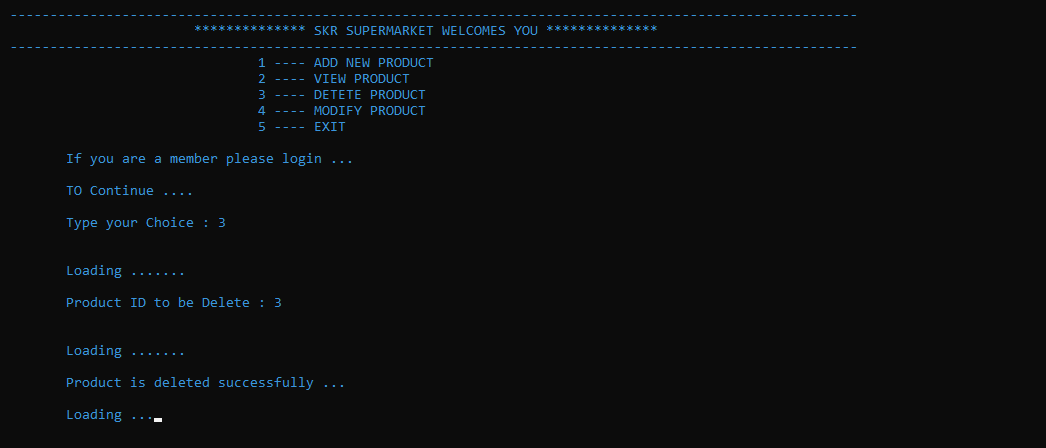 ----------------------------------------------------------------------------------------------------------
************** SKR SUPERMARKET WELCOMES YOU **************
----------------------------------------------------------------------------------------------------------
1 ---- ADD NEW PRODUCT
2 ---- VIEW PRODUCT
3 ---- DETETE PRODUCT
4 ---- MODIFY PRODUCT
5 ---- EXIT
If you are a member please login ...
TO Continue ....
Type your Choice : 3
Loading .......
Product ID to be Delete : 3
Loading .......
Product is deleted successfully ...
Loading ...